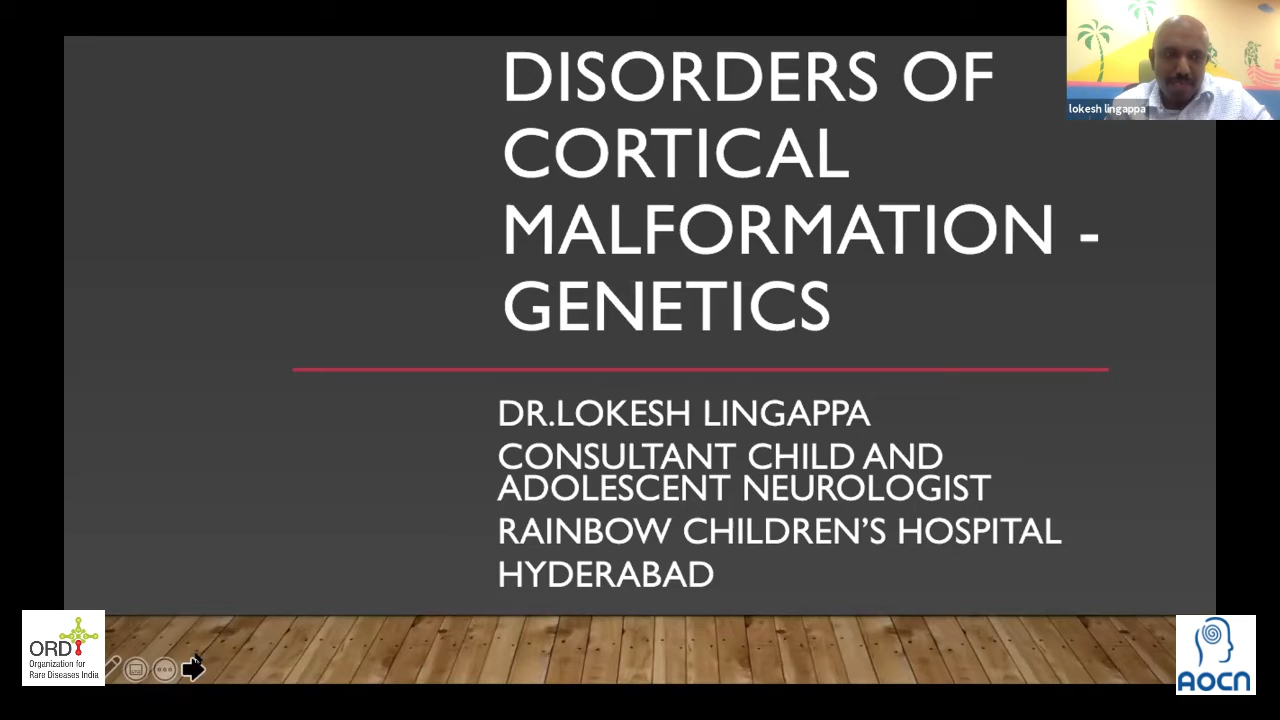 DISORDERS OF
CORTICAL
MALFORMATION -
GENETICS
lokesh lingappa
DR.LOKESH LINGAPPA
CONSULTANT CHILD AND
ADOLESCENT NEUROLOGIST
RAINBOW CHILDREN'S HOSPITAL
HYDERABAD
ORDI
Organization for
Rare Diseases India
AOCN